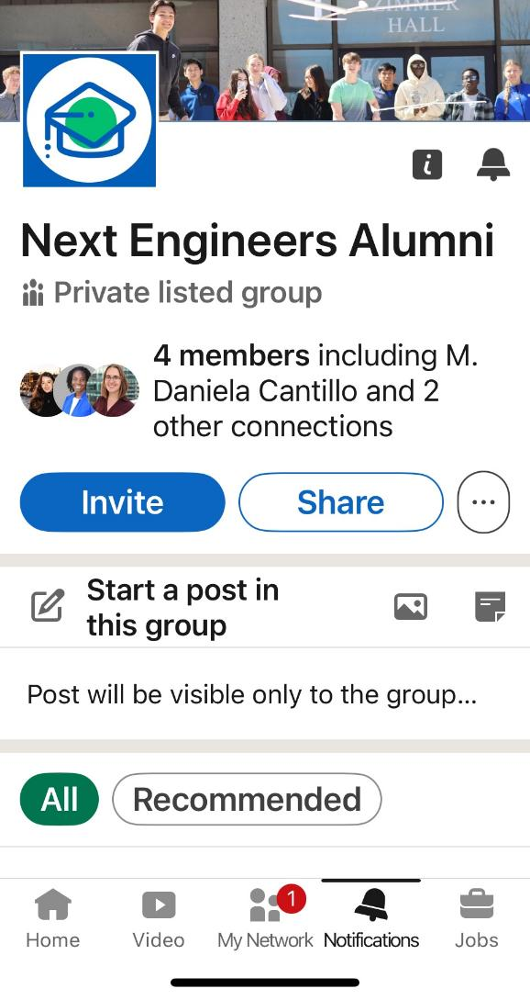 ZIMMER
HALL
Next Engineers Alumni
Private listed group
4 members including M.
Daniela Cantillo and 2
other connections
Invite
Share
...
Start a post in
this group
Post will be visible only to the group...
All
Recommended
1
Home
Video
My Network
Notifications
Jobs